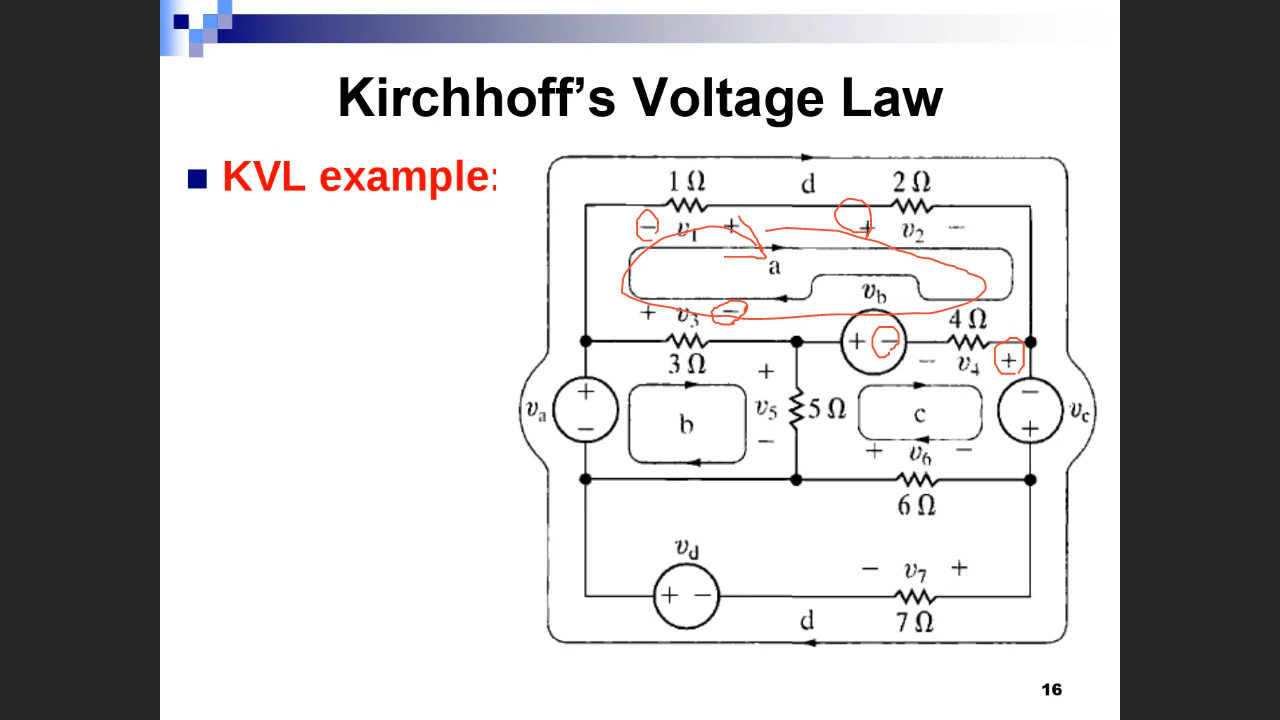 Kirchhoff’s Voltage Law
KVL example:
1 Ω d 2 Ω
− v1 + + v2 −
a
vb
+ v3 − + − 4 Ω
3 Ω − v4 +
+ va − + v5 − 5 Ω − vc +
b c
+ v6 −
6 Ω
vd − v7 +
+ −
d 7 Ω
16